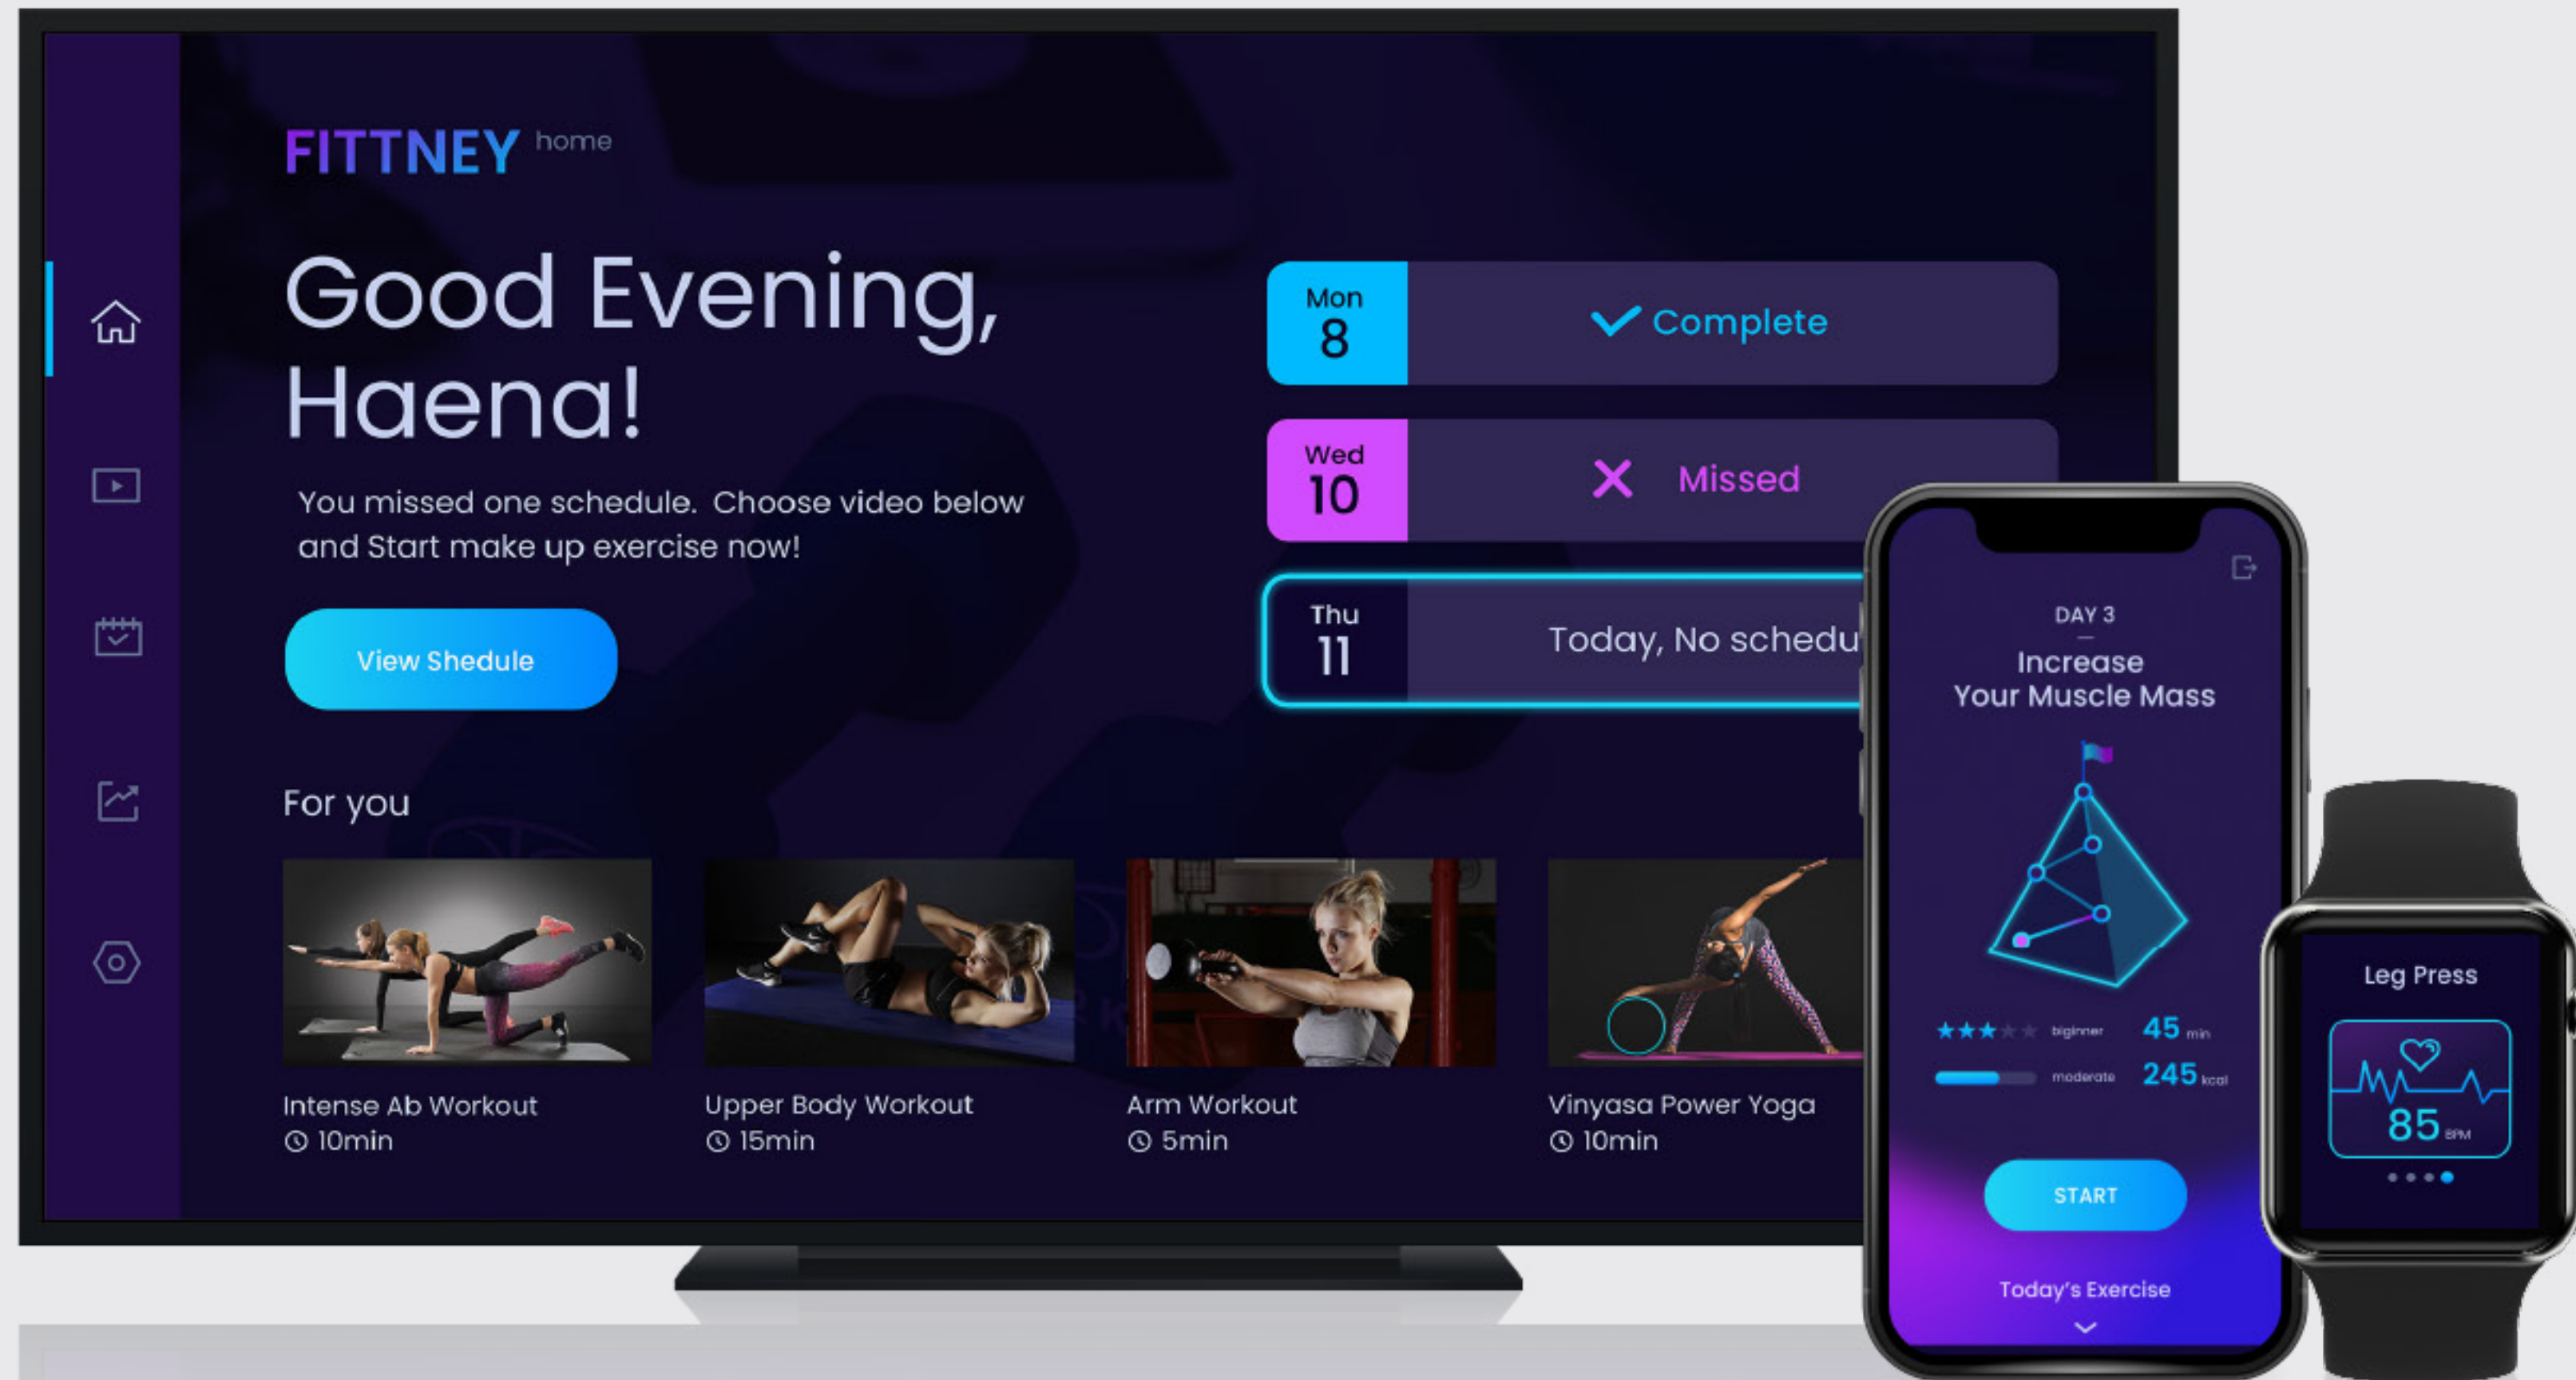 FITTNEY home
Good Evening,
Haena!
You missed one schedule. Choose video below
and Start make up exercise now!
View Shedule
Mon
8
Complete
Wed
10
Missed
Thu
11
Today, No schedu
For you
Intense Ab Workout
10min
Upper Body Workout
15min
Arm Workout
5min
Vinyasa Power Yoga
10min
DAY 3
Increase
Your Muscle Mass
biginner 45 min
moderate 245 kcal
START
Today's Exercise
Leg Press
85 BPM